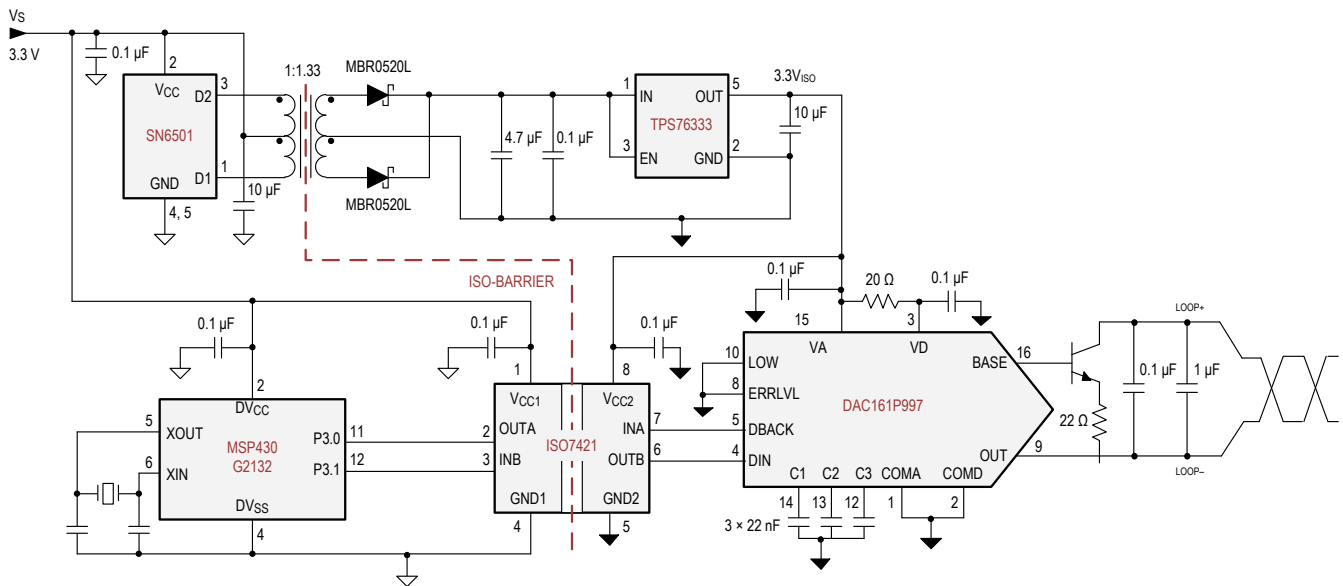 VS
3.3 V
0.1 µF
2
VCC
3
D2
SN6501
1
D1
GND
4, 5
10 µF
1:1.33
MBR0520L
MBR0520L
4.7 µF
0.1 µF
1
IN
OUT
5
TPS76333
3
EN
GND
2
3.3VISO
10 µF
ISO-BARRIER
0.1 µF
0.1 µF
0.1 µF
0.1 µF
20 Ω
0.1 µF
2
DVCC
5
XOUT
MSP430
G2132
6
XIN
P3.0
11
P3.1
12
DVSS
4
1
VCC1
2
OUTA
3
INB
GND1
4
ISO7421
8
VCC2
INA
7
OUTB
6
GND2
5
15
VA
3
VD
10
LOW
8
ERRLVL
5
DBACK
4
DIN
DAC161P997
BASE
16
OUT
9
C1
C2
C3
COMA
COMD
14
13
12
1
2
3 × 22 nF
22 Ω
0.1 µF
1 µF
LOOP+
LOOP–